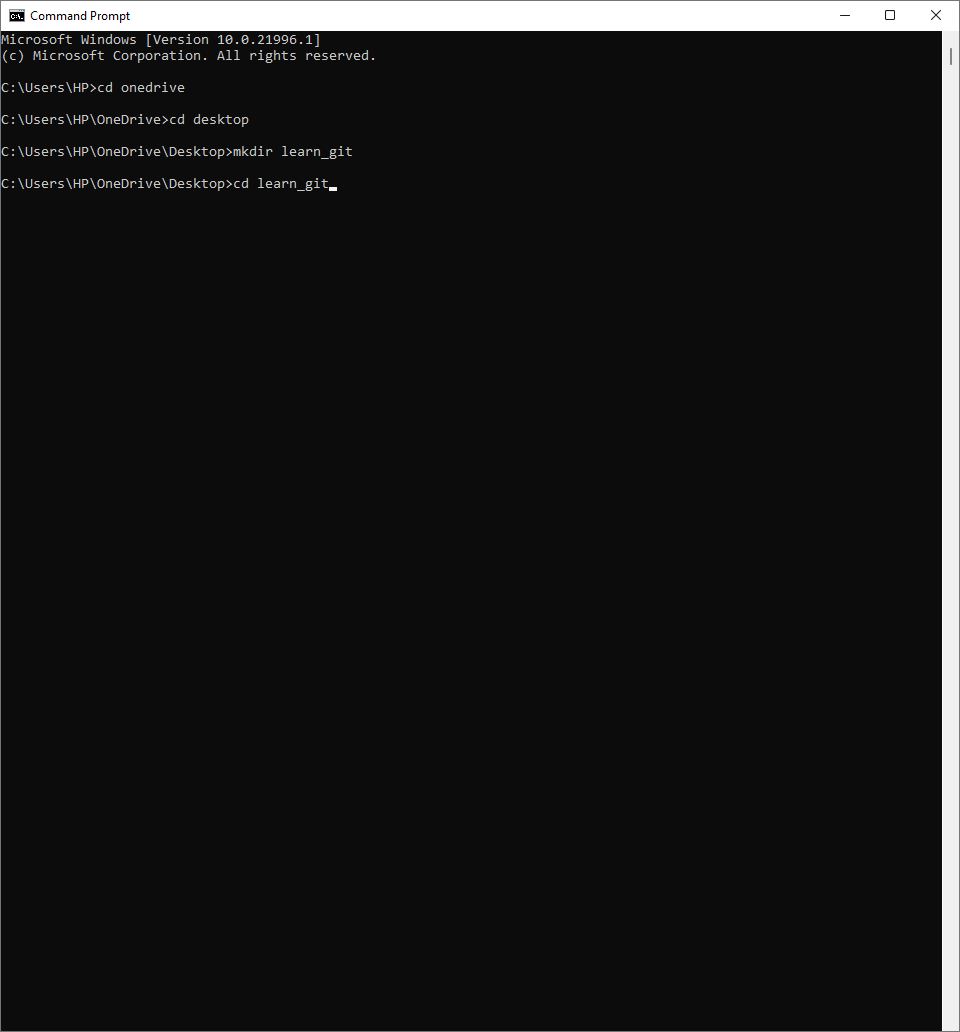 Command Prompt
Microsoft Windows [Version 10.0.21996.1]
(c) Microsoft Corporation. All rights reserved.
C:\Users\HP>cd onedrive
C:\Users\HP\OneDrive>cd desktop
C:\Users\HP\OneDrive\Desktop>mkdir learn_git
C:\Users\HP\OneDrive\Desktop>cd learn_git